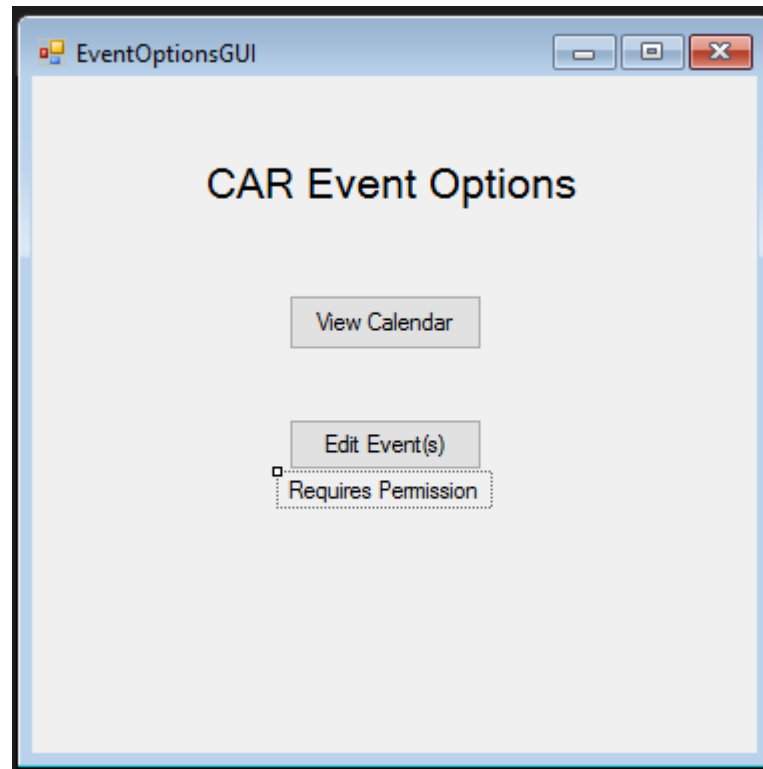 EventOptionsGUI
CAR Event Options
View Calendar
Edit Event(s)
Requires Permission